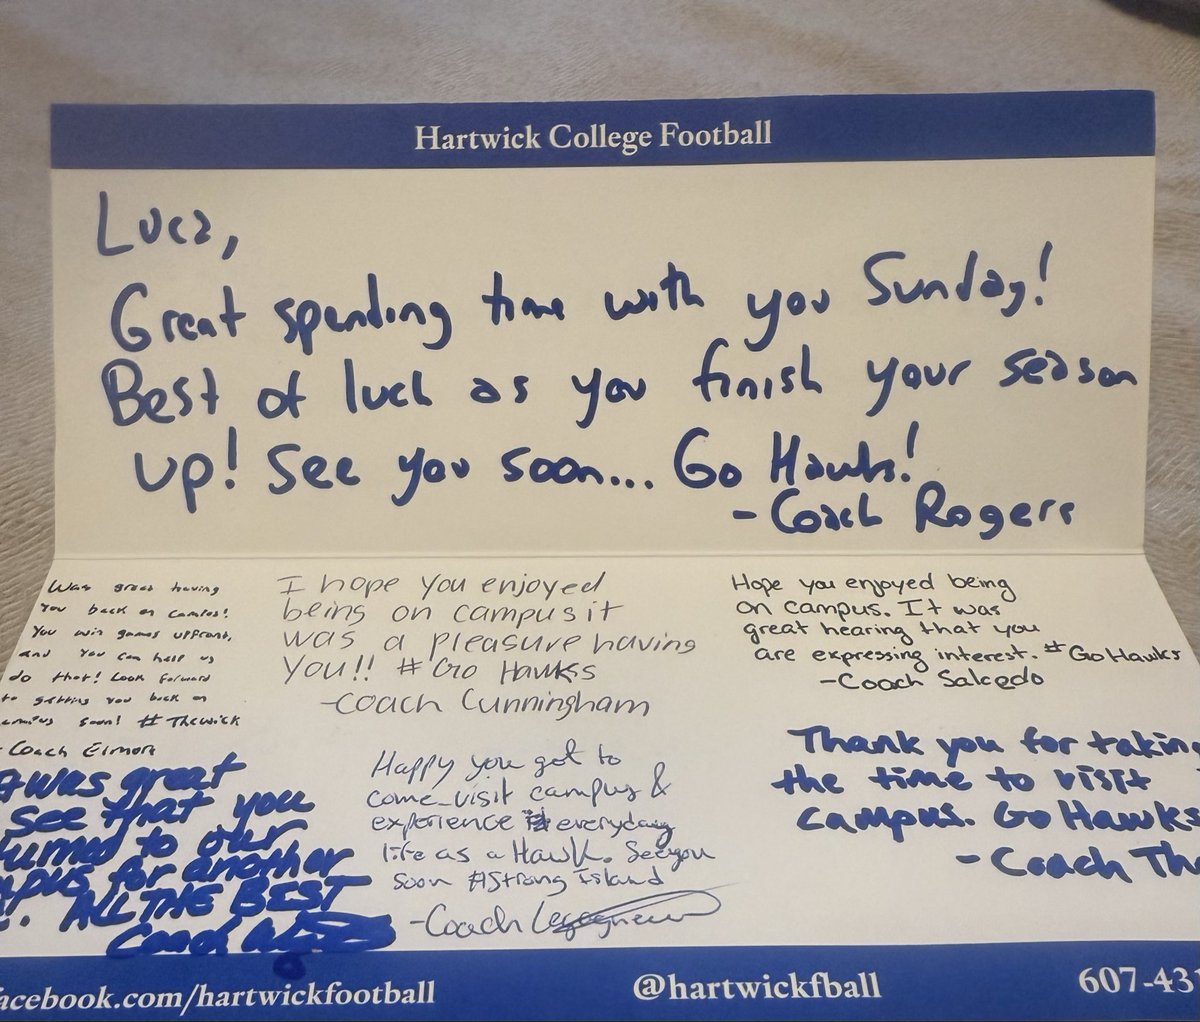 Hartwick College Football
Luca,
Great spending time with you Sunday!
Best of luck as you finish your season
up! See you soon... Go Hawks!
- Coach Rogers
Was great having
you back on campus!
You win games upfront,
and you can help us
do that! Look forward
to getting you back on
campus soon! #Thewick
- Coach Elmore
I hope you enjoyed
being on campus it
was a pleasure having
you!! #Go Hawks
-Coach Cunningham
Hope you enjoyed being
on campus. It was
great hearing that you
are expressing interest. #GoHawks
-Coach Salcedo
was great
see that you
to our
for another
ALL THE BEST
Coach
Happy you got to
come visit campus &
experience everyday
life as a Hawk. See you
soon #Strong Island
-Coach
Thank you for taking
the time to visit
campus. Go Hawks
- Coach Th
facebook.com/hartwickfootball
@hartwickfball
607-431